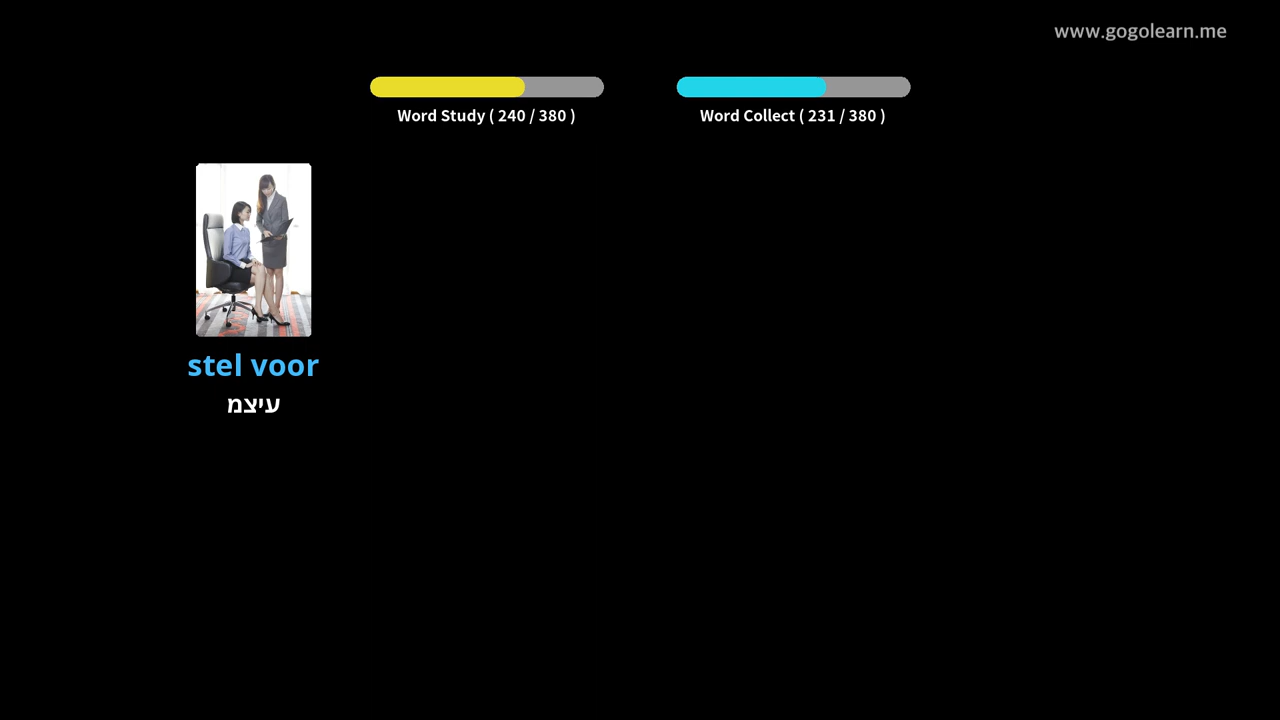 www.gogolearn.me
Word Study ( 240 / 380 )
Word Collect ( 231 / 380 )
stel voor
עיצמ